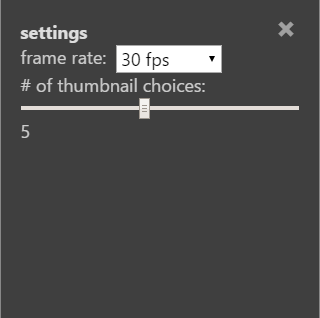 settings
frame rate: 30 fps
# of thumbnail choices:
5